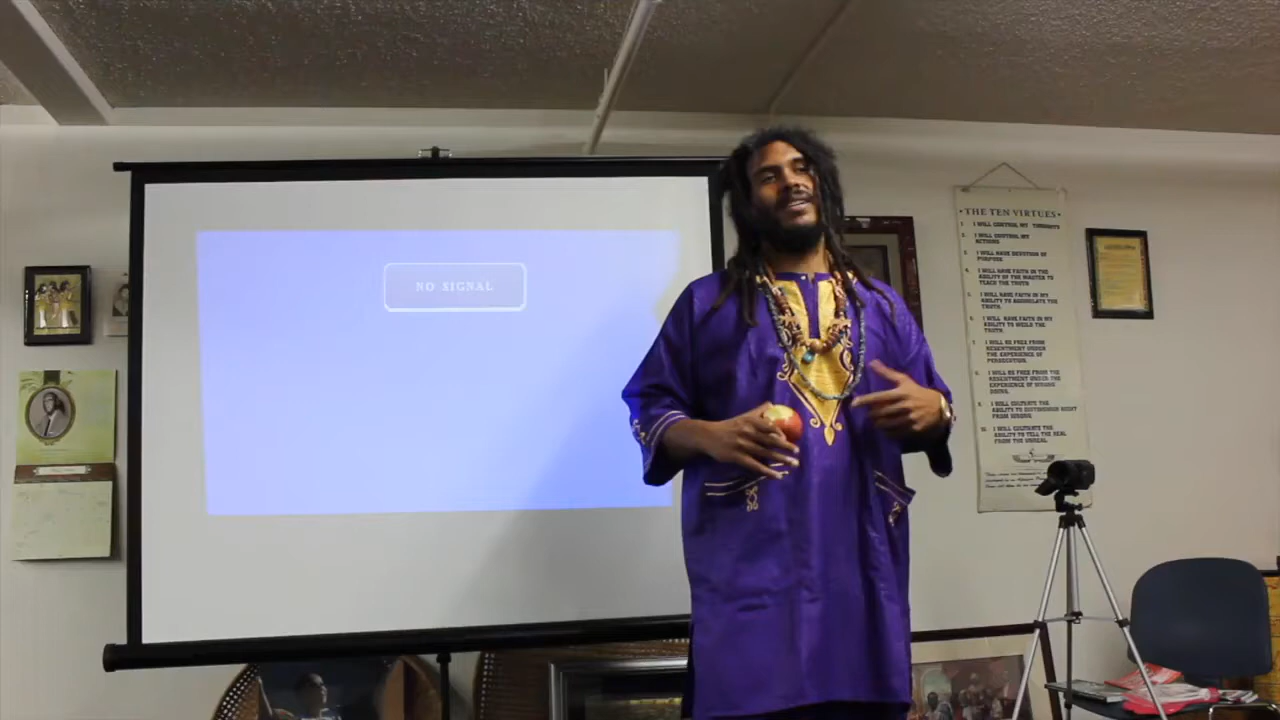 NO SIGNAL
THE TEN VIRTUES
1. I WILL CONTROL MY THOUGHTS
2. I WILL CONTROL MY
ACTIONS
3. I WILL HAVE DEVOTION OF
PURPOSE
4. I WILL HAVE FAITH IN THE
ABILITY OF THE MASTER TO
TEACH THE TRUTH
5. I WILL HAVE FAITH IN MY
ABILITY TO ASSIMILATE THE
TRUTH.
6. I WILL HAVE FAITH IN MY
ABILITY TO WIELD THE
TRUTH.
7. I WILL BE FREE FROM
RESENTMENT UNDER
THE EXPERIENCE OF
PERSECUTION.
8. I WILL BE FREE FROM THE
RESENTMENT UNDER THE
EXPERIENCE OF WRONG
DOING.
9. I WILL CULTIVATE THE
ABILITY TO DISTINGUISH RIGHT
FROM WRONG.
10. I WILL CULTIVATE THE
ABILITY TO TELL THE REAL
FROM THE UNREAL.